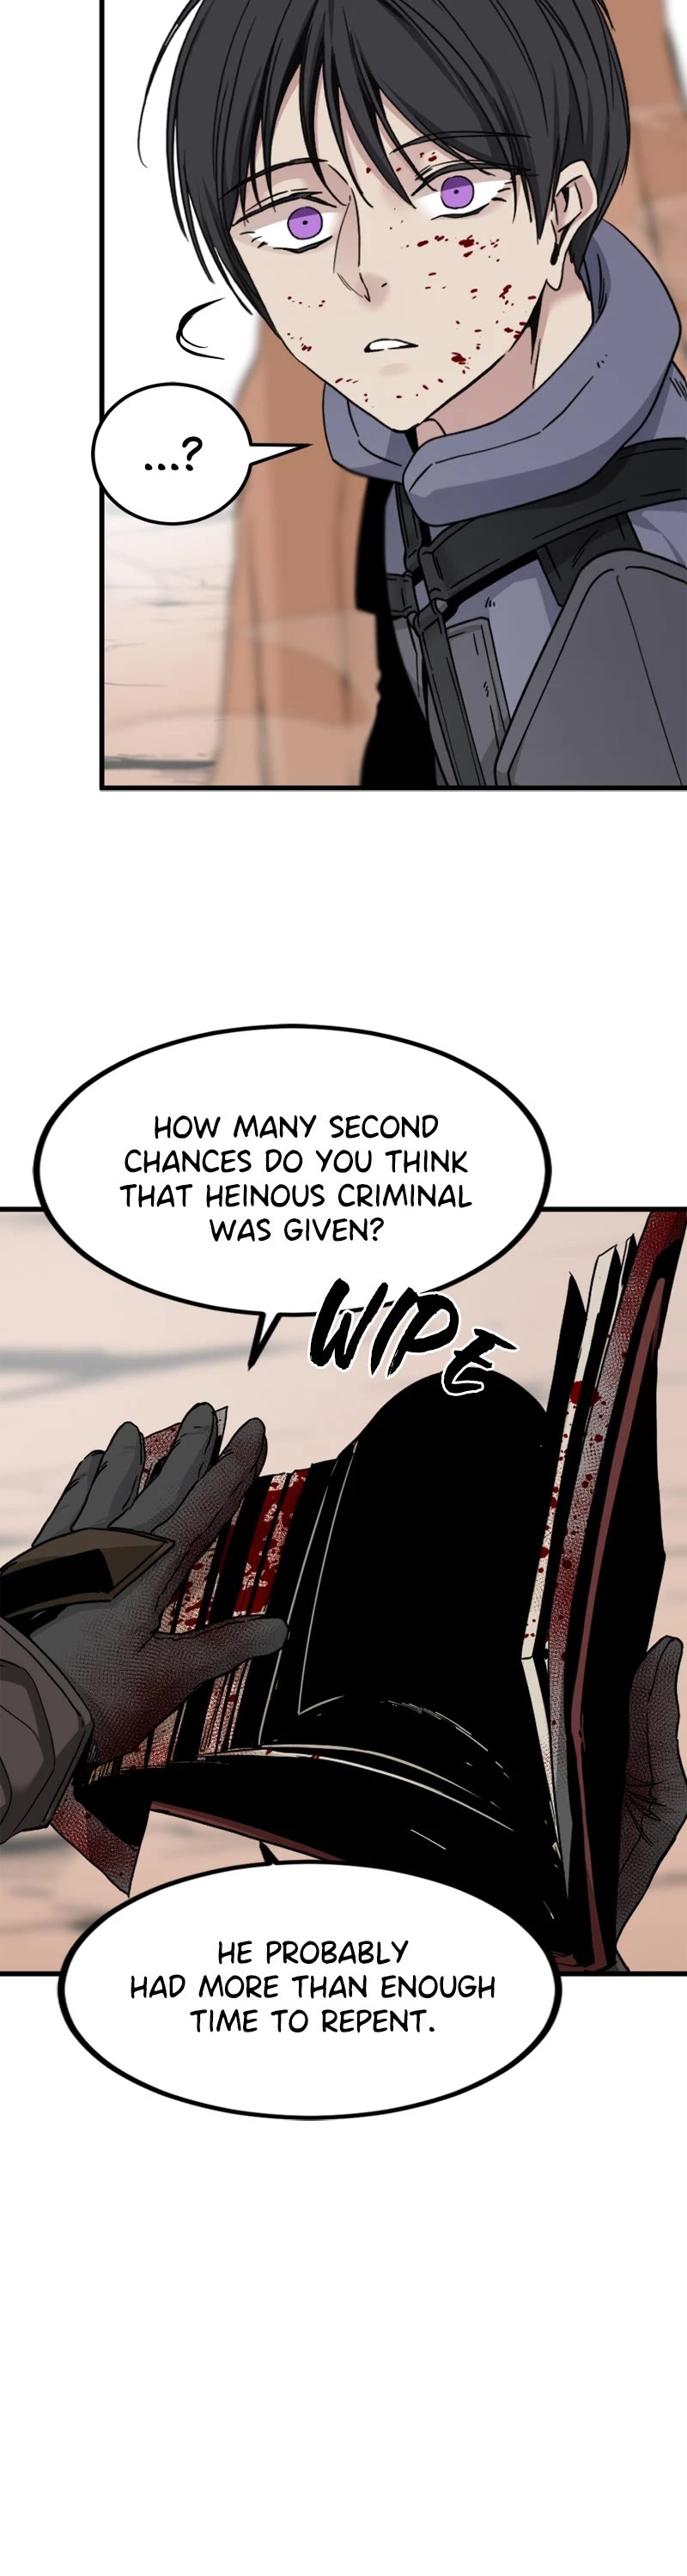 ...?
HOW MANY SECOND
CHANCES DO YOU THINK
THAT HEINOUS CRIMINAL
WAS GIVEN?
WIPE
HE PROBABLY
HAD MORE THAN ENOUGH
TIME TO REPENT.